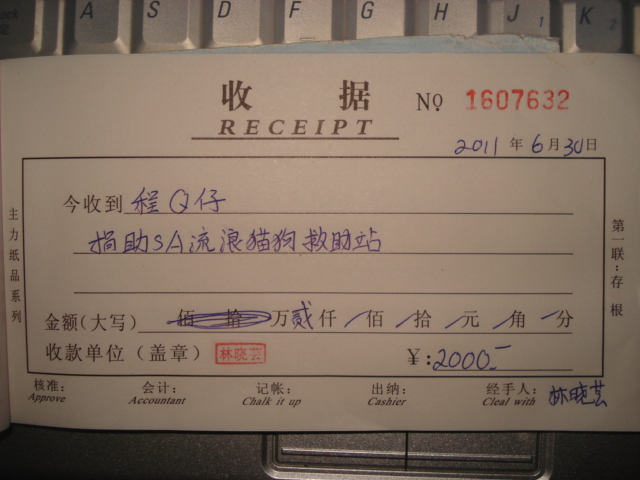 A S D F G H J 1 K 2
收 据 NO. 1607632
RECEIPT
2011 年 6 月 30 日
今收到 程Q仔
捐助SA流浪猫狗救助站
金额(大写) 佰 拾 万 贰 仟 / 佰 / 拾 / 元 / 角 一 分
收款单位(盖章) 林晓芸 ¥:2000-
核准: 会计: 记帐: 出纳: 经手人: 林晓芸
Approve Accountant Chalk it up Cashier Cleal with
主力纸品系列
第一联:存根